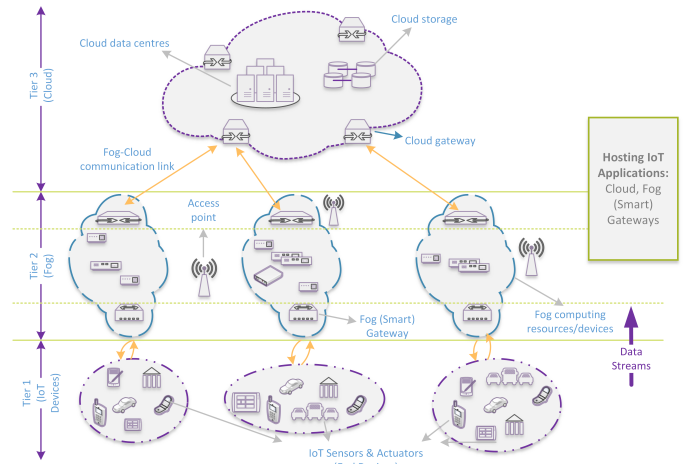 Cloud storage
Cloud data centres
Tier 3
(Cloud)
Cloud gateway
Fog-Cloud
communication link
Hosting IoT
Applications:
Cloud, Fog
(Smart)
Gateways
Access
point
Tier 2
(Fog)
Fog (Smart)
Gateway
Fog computing
resources/devices
Data
Streams
Tier 1
(IoT
Devices)
IoT Sensors & Actuators